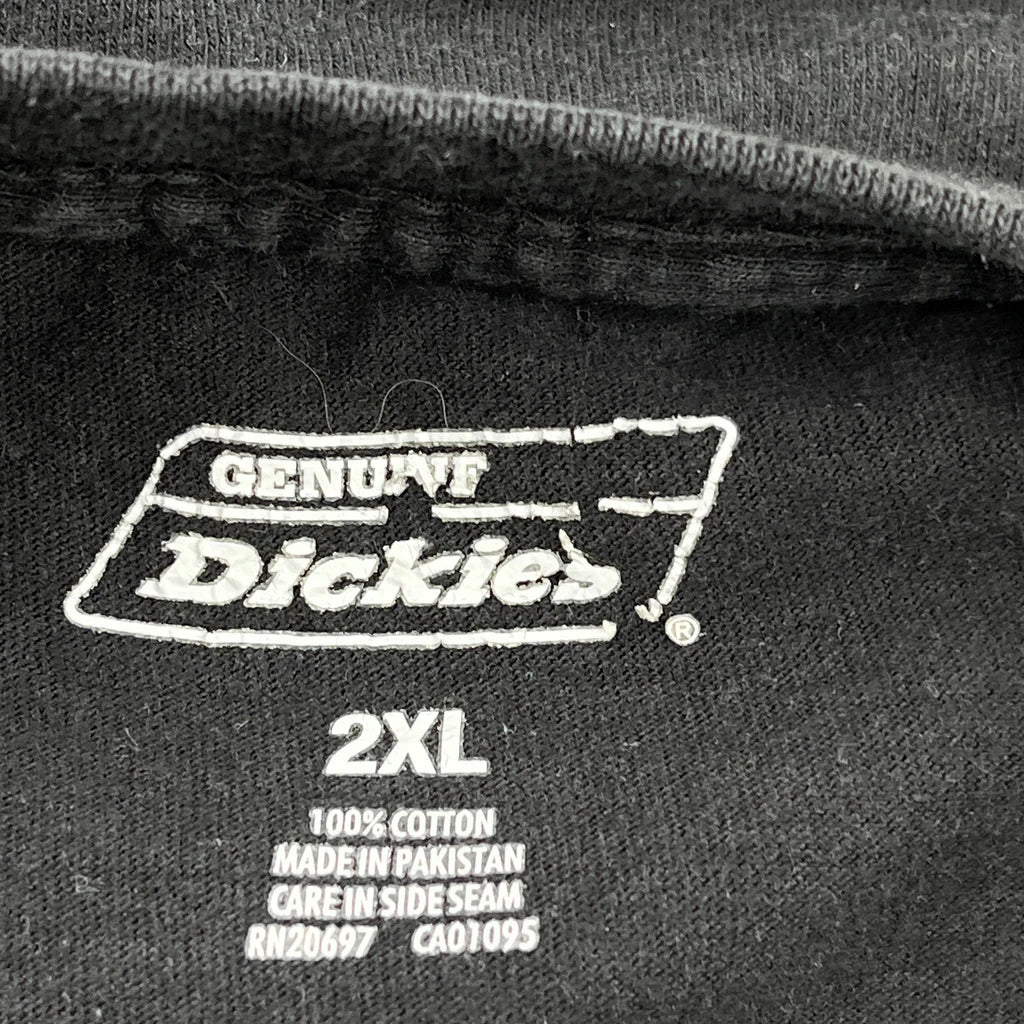 GENUINE
Dickies
®
2XL
100% COTTON
MADE IN PAKISTAN
CARE IN SIDE SEAM
RN20697 CA01095